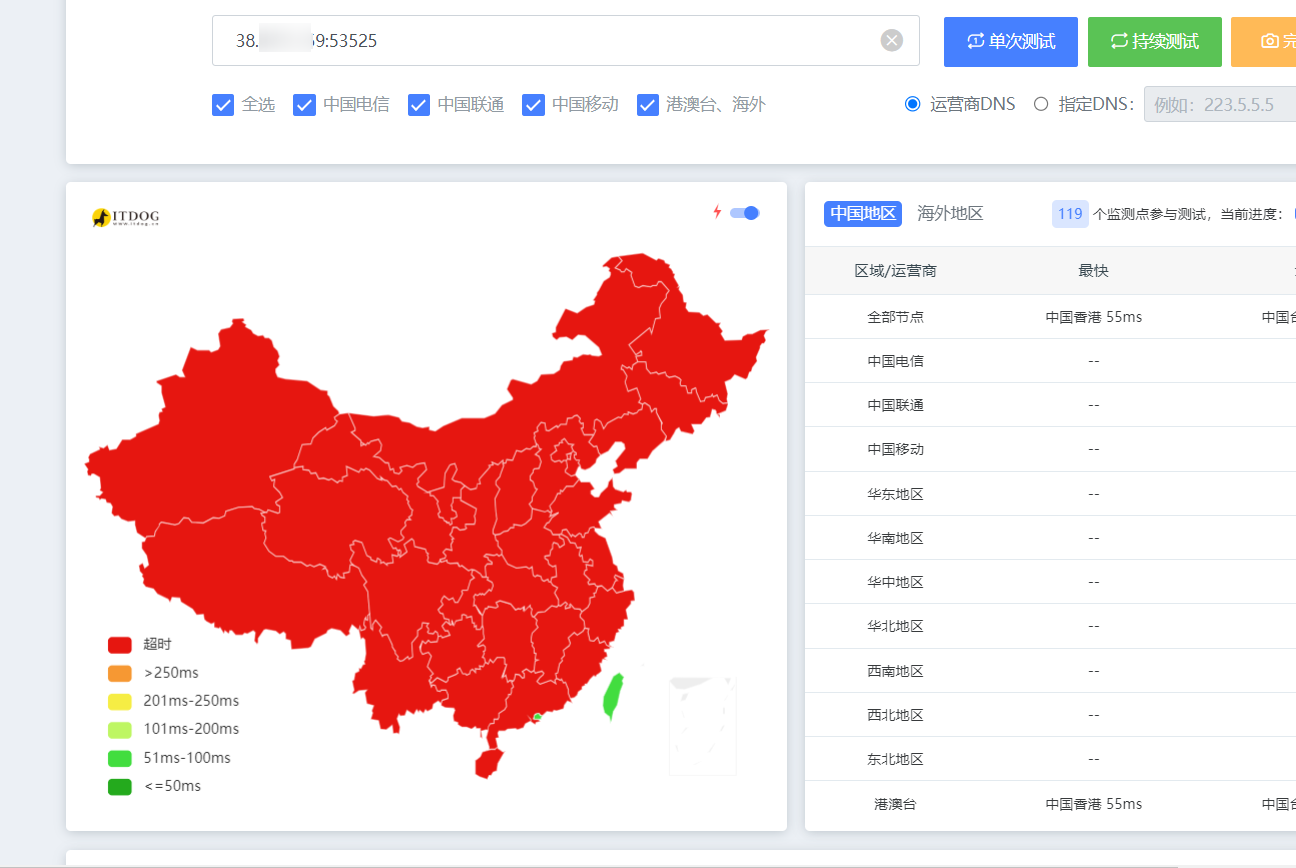 38.    59:53525
单次测试
持续测试
完
全选
中国电信
中国联通
中国移动
港澳台、海外
运营商DNS
指定DNS:
例如：223.5.5.5
ITDOG
www.itdog.cn
超时
>250ms
201ms-250ms
101ms-200ms
51ms-100ms
<=50ms
中国地区 海外地区
119 个监测点参与测试，当前进度：
区域/运营商 最快
全部节点 中国香港 55ms 中国台
中国电信 --
中国联通 --
中国移动 --
华东地区 --
华南地区 --
华中地区 --
华北地区 --
西南地区 --
西北地区 --
东北地区 --
港澳台 中国香港 55ms 中国台